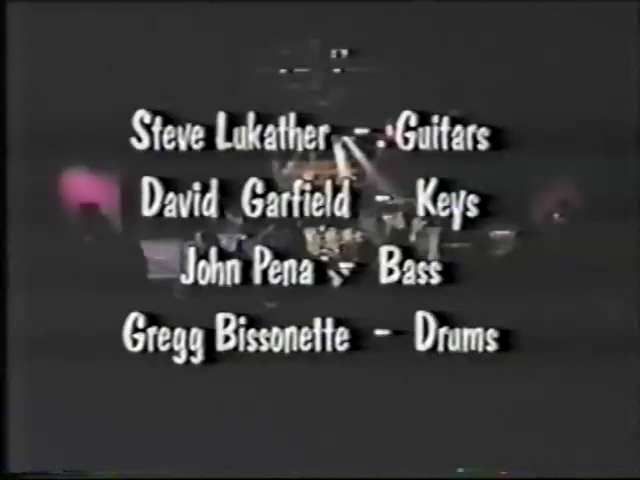 Steve Lukather - Guitars
David Garfield - Keys
John Pena - Bass
Gregg Bissonette - Drums